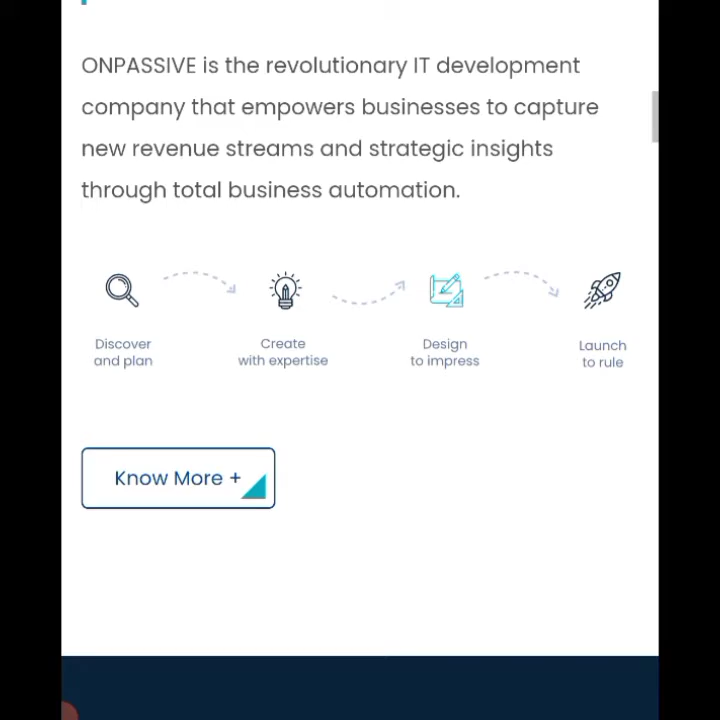 ONPASSIVE is the revolutionary IT development
company that empowers businesses to capture
new revenue streams and strategic insights
through total business automation.
Discover
and plan
Create
with expertise
Design
to impress
Launch
to rule
Know More +